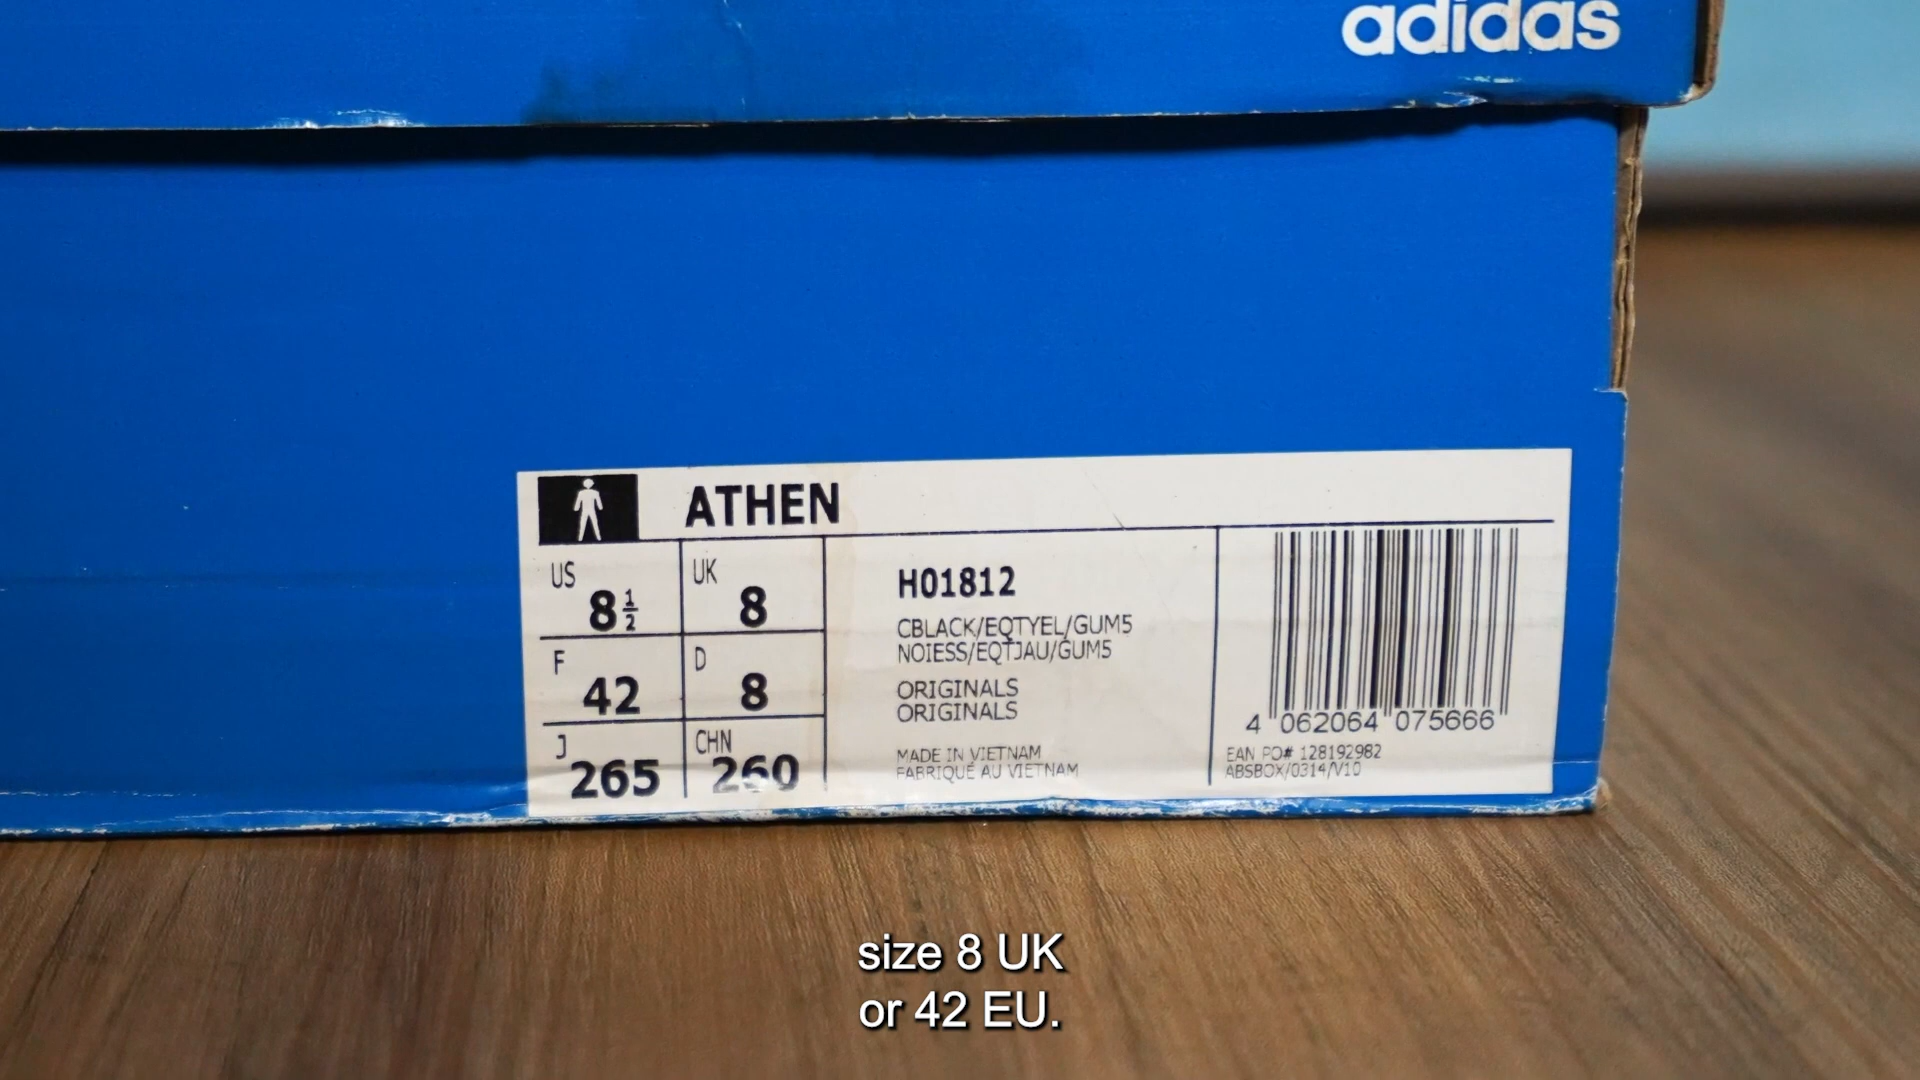 adidas
ATHEN
US 8 1/2 UK 8
F 42 D 8
J 265 CHN 260
H01812
CBLACK/EQTYEL/GUM5
NOIESS/EQTJAU/GUM5
ORIGINALS
ORIGINALS
MADE IN VIETNAM
FABRIQUÉ AU VIETNAM
4 062064 075666
EAN PO# 128192982
ABSBOX/0314/V10
size 8 UK
or 42 EU.